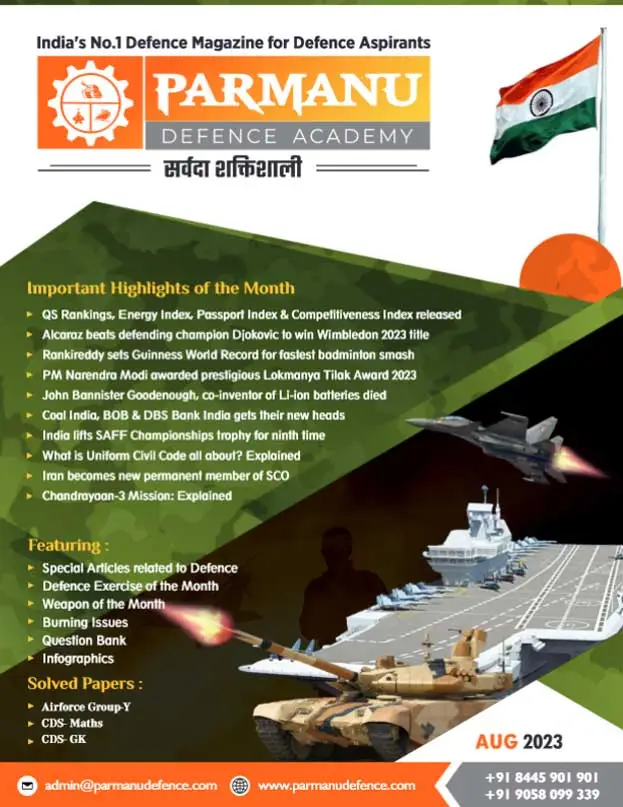 India's No.1 Defence Magazine for Defence Aspirants
PARMANU
DEFENCE ACADEMY
सर्वदा शक्तिशाली
Important Highlights of the Month
QS Rankings, Energy Index, Passport Index & Competitiveness Index released
Alcaraz beats defending champion Djokovic to win Wimbledon 2023 title
Rankireddy sets Guinness World Record for fastest badminton smash
PM Narendra Modi awarded prestigious Lokmanya Tilak Award 2023
John Bannister Goodenough, co-inventor of Li-ion batteries died
Coal India, BOB & DBS Bank India gets their new heads
India lifts SAFF Championships trophy for ninth time
What is Uniform Civil Code all about? Explained
Iran becomes new permanent member of SCO
Chandrayaan-3 Mission: Explained
Featuring :
Special Articles related to Defence
Defence Exercise of the Month
Weapon of the Month
Burning Issues
Question Bank
Infographics
Solved Papers :
Airforce Group-Y
CDS- Maths
CDS- GK
AUG 2023
admin@parmanudefence.com
www.parmanudefence.com
+91 8445 901 901
+91 9058 099 339